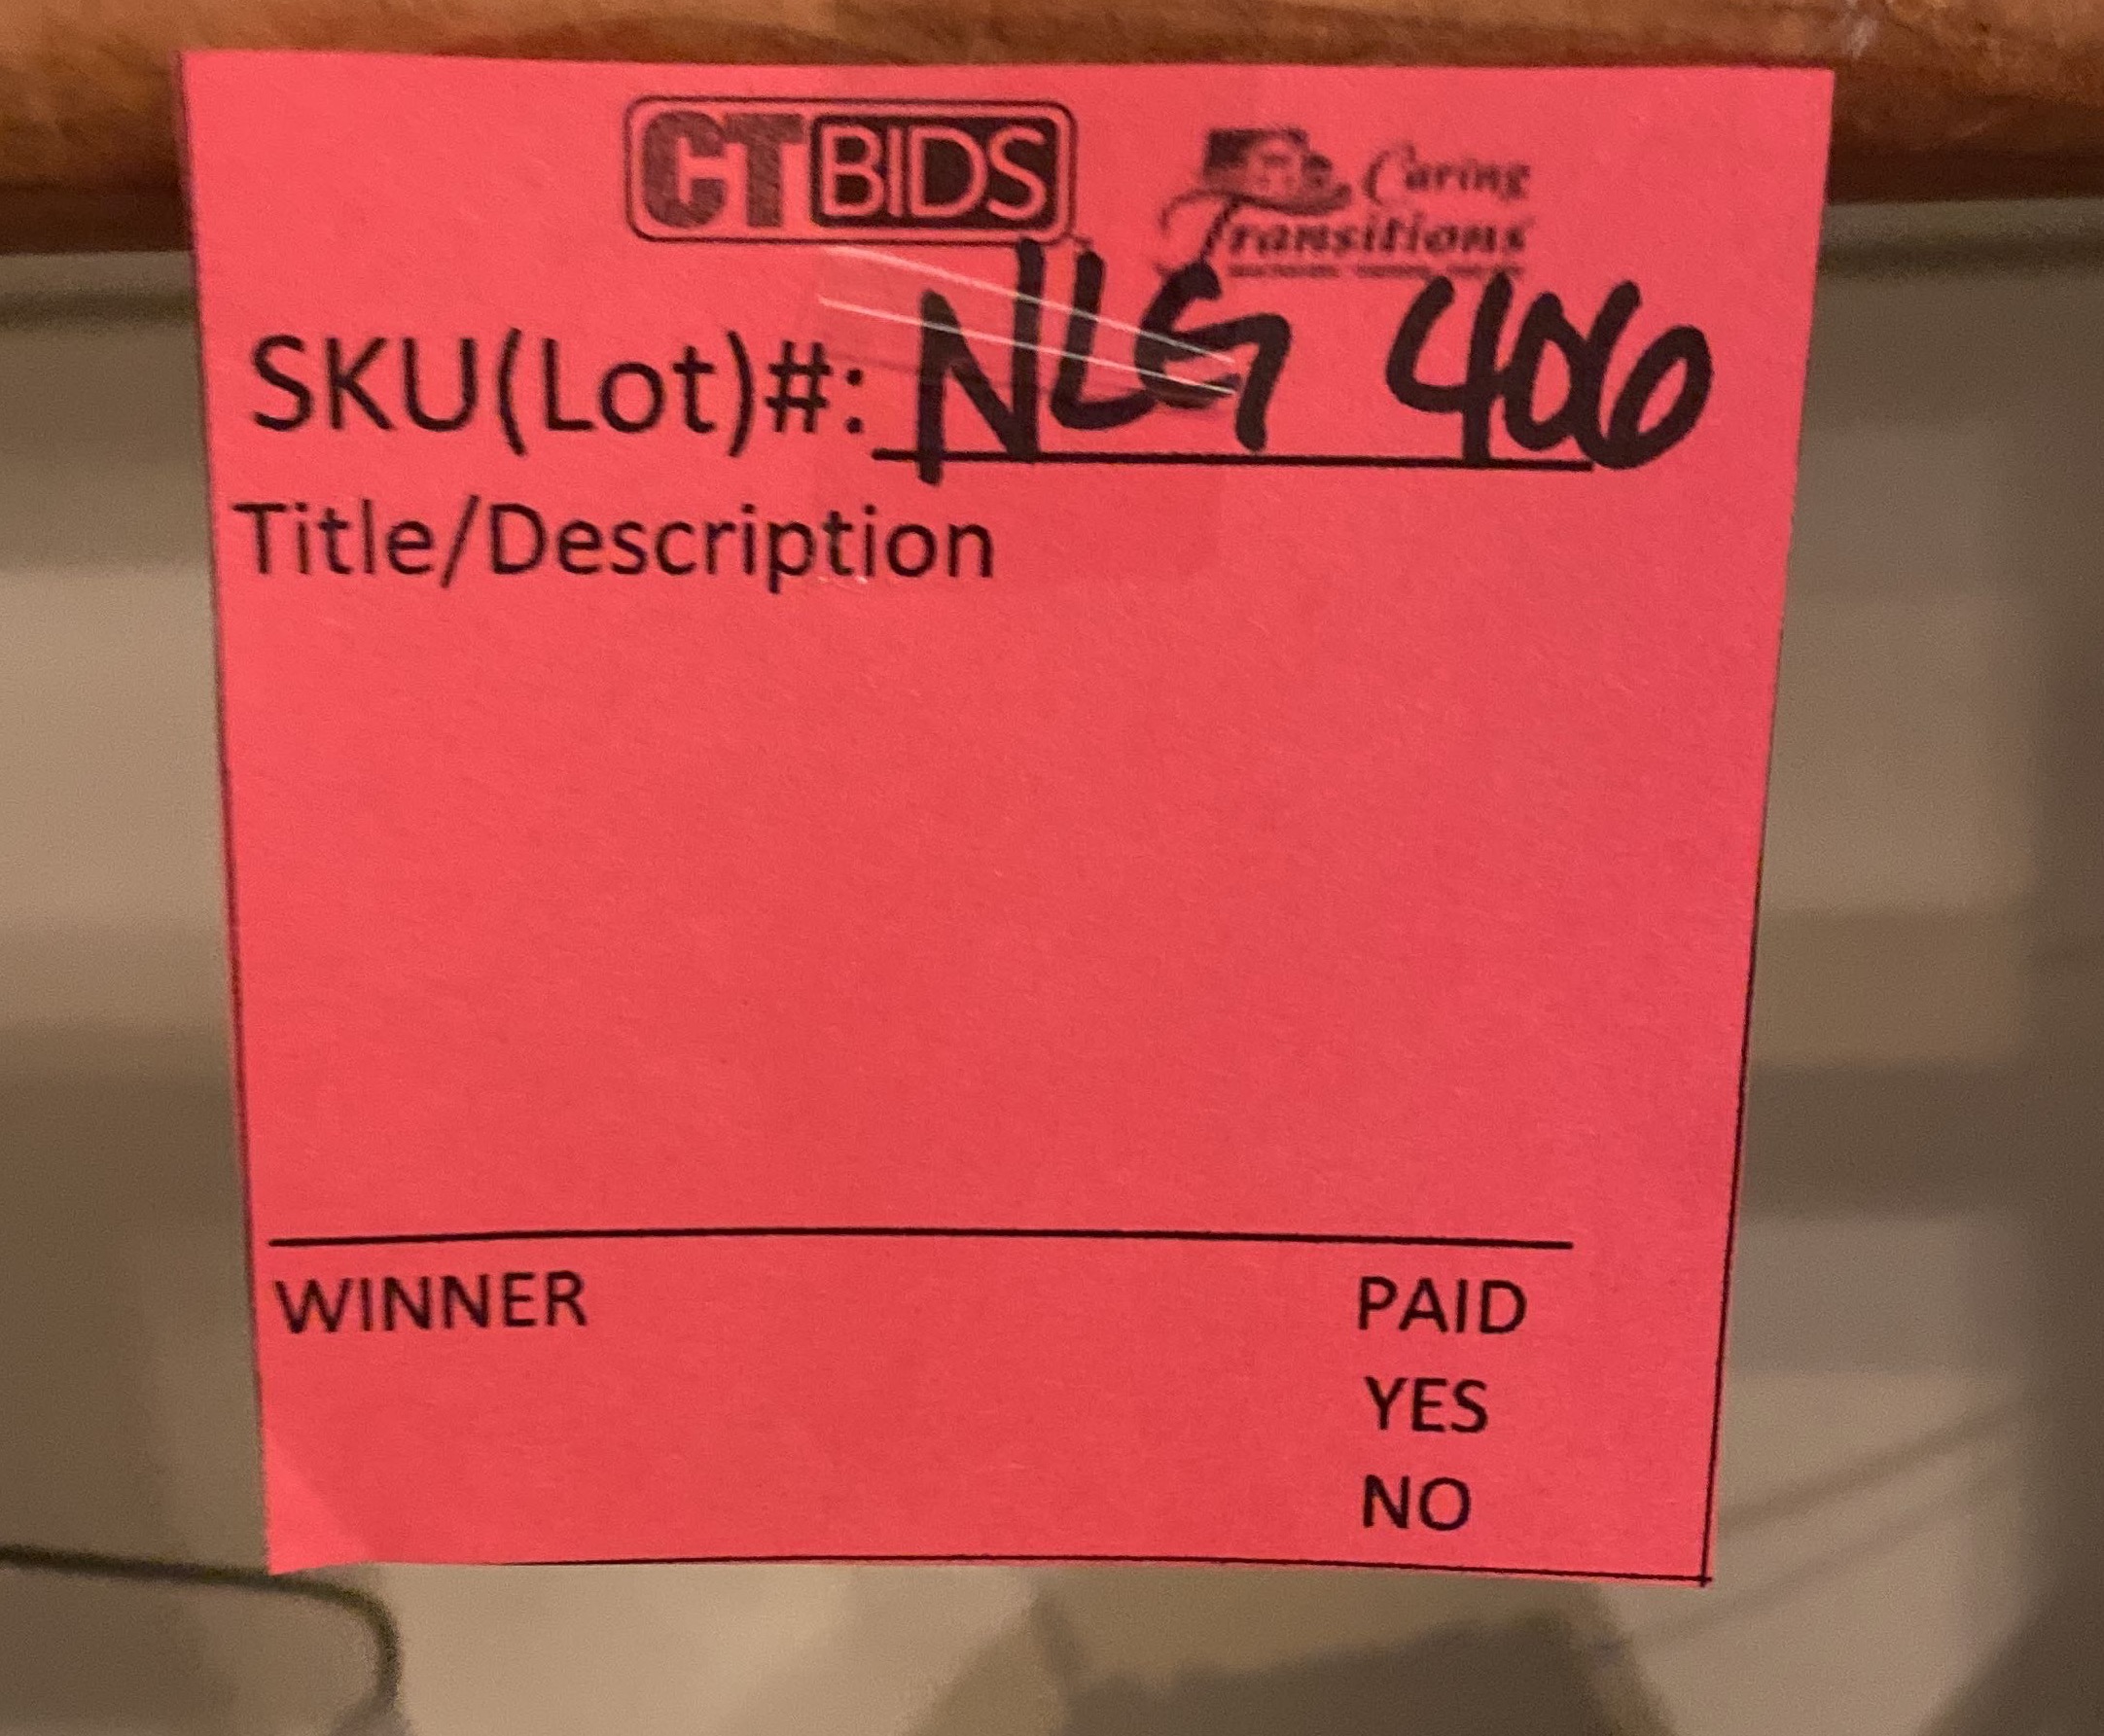 CTBIDS
Caring
Transitions
SKU(Lot)#: NLG 406
Title/Description
WINNER PAID
YES
NO